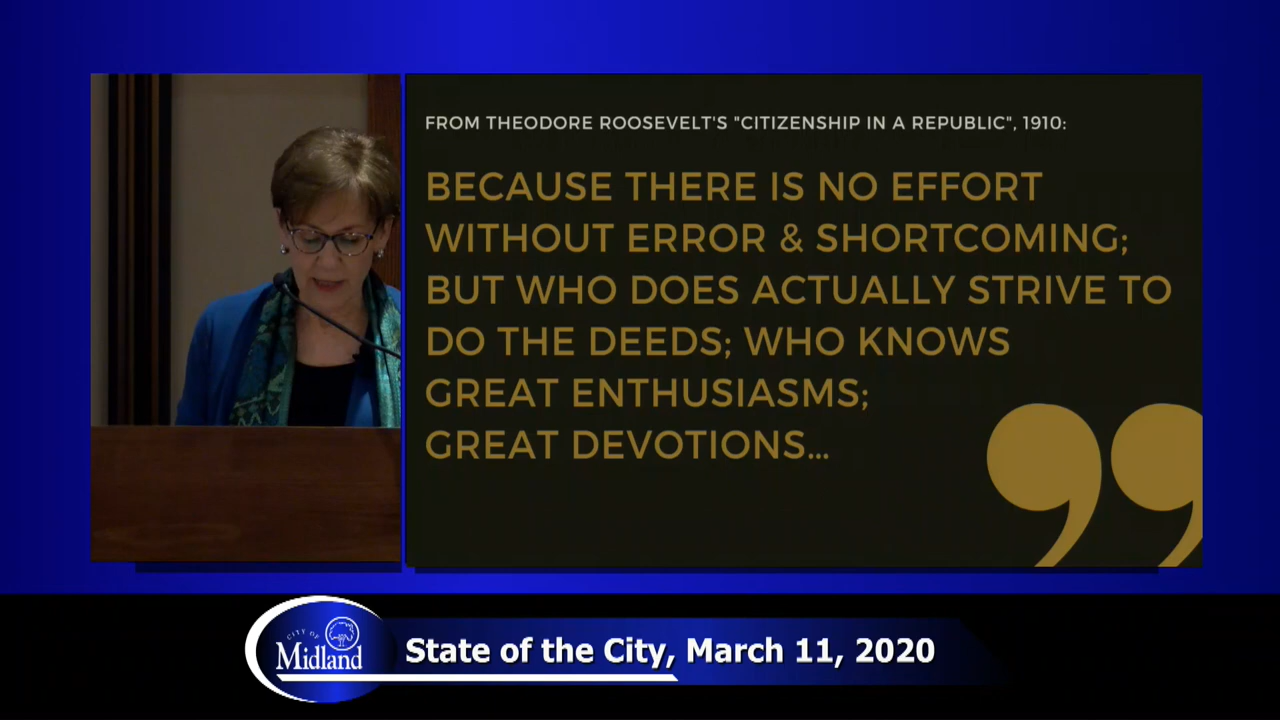 FROM THEODORE ROOSEVELT'S "CITIZENSHIP IN A REPUBLIC", 1910:
BECAUSE THERE IS NO EFFORT
WITHOUT ERROR & SHORTCOMING;
BUT WHO DOES ACTUALLY STRIVE TO
DO THE DEEDS; WHO KNOWS
GREAT ENTHUSIASMS;
GREAT DEVOTIONS...
CITY OF
Midland
State of the City, March 11, 2020